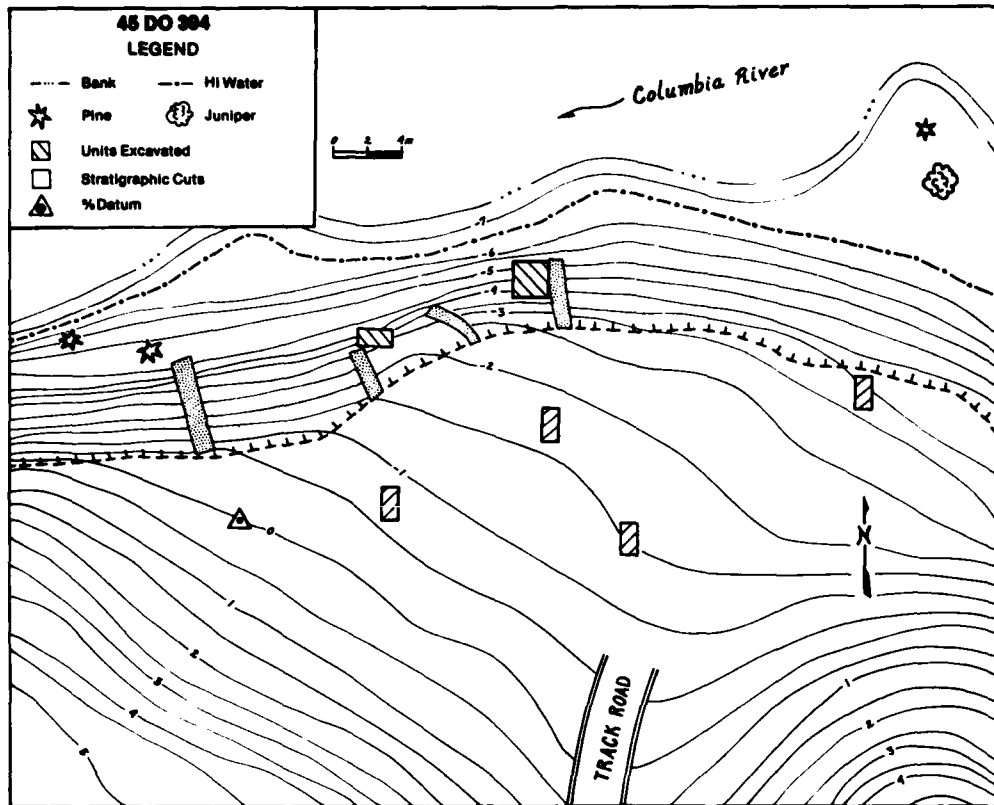 45 DO 394
LEGEND
Bank Hi Water
Pine Juniper
Units Excavated
Stratigraphic Cuts
% Datum
0 2 4m
Columbia River
-7
-6
-5
-4
-3
-2
-1
0
1
2
3
4
5
N
TRACK ROAD
1
2
3
4